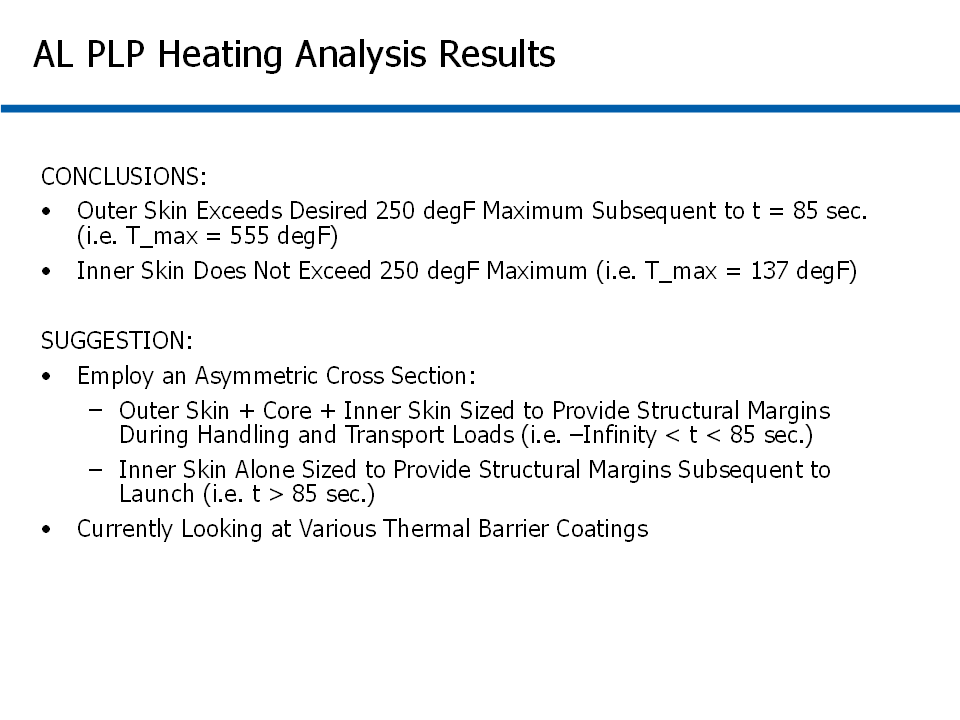 AL PLP Heating Analysis Results
CONCLUSIONS:
• Outer Skin Exceeds Desired 250 degF Maximum Subsequent to t = 85 sec.
(i.e. T_max = 555 degF)
• Inner Skin Does Not Exceed 250 degF Maximum (i.e. T_max = 137 degF)
SUGGESTION:
• Employ an Asymmetric Cross Section:
– Outer Skin + Core + Inner Skin Sized to Provide Structural Margins
During Handling and Transport Loads (i.e. –Infinity < t < 85 sec.)
– Inner Skin Alone Sized to Provide Structural Margins Subsequent to
Launch (i.e. t > 85 sec.)
• Currently Looking at Various Thermal Barrier Coatings